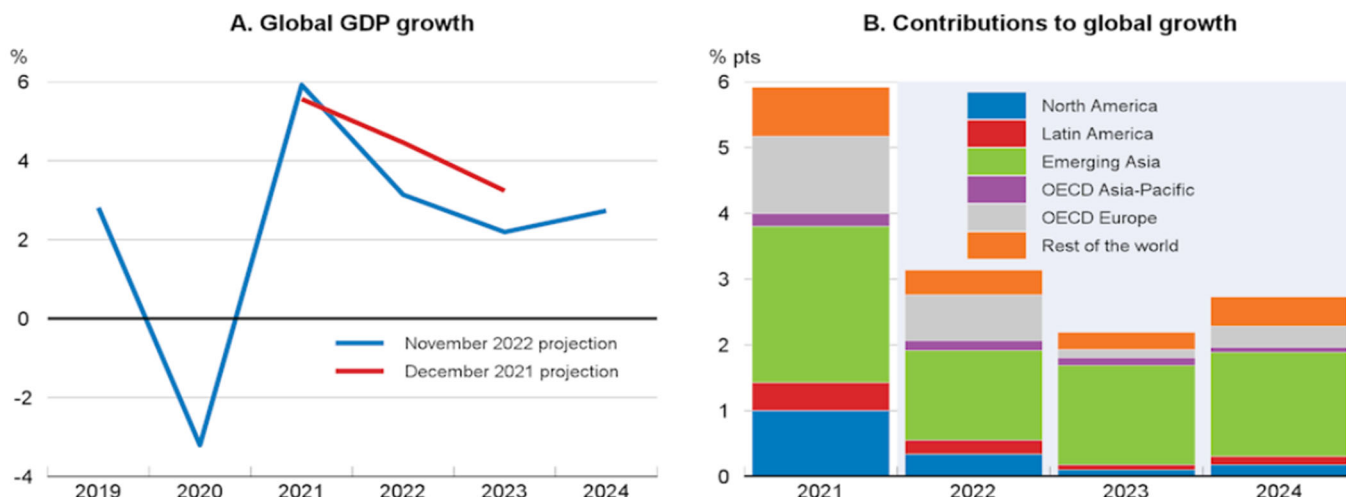 A. Global GDP growth
%
6
4
2
0
-2
-4
November 2022 projection
December 2021 projection
2019 2020 2021 2022 2023 2024
B. Contributions to global growth
% pts
6
5
4
3
2
1
0
North America
Latin America
Emerging Asia
OECD Asia-Pacific
OECD Europe
Rest of the world
2021 2022 2023 2024